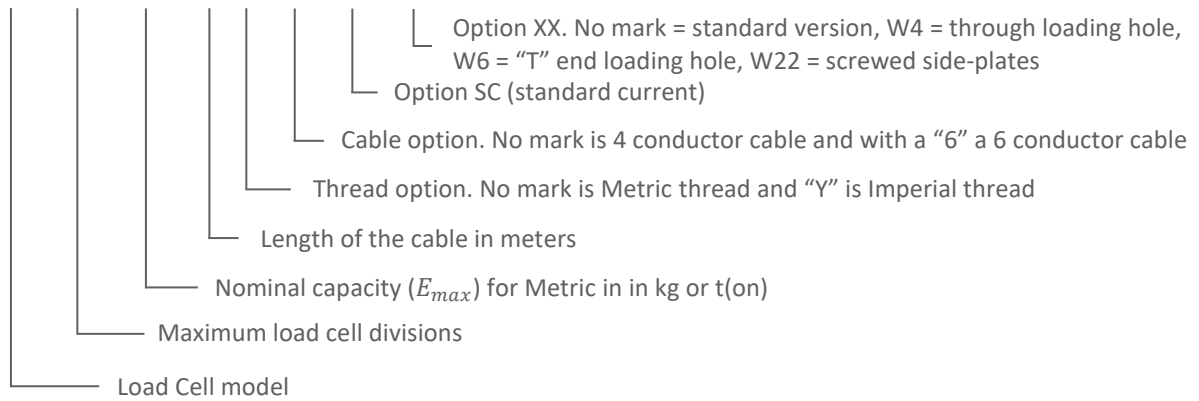 Option XX. No mark = standard version, W4 = through loading hole,
W6 = “T” end loading hole, W22 = screwed side-plates
Option SC (standard current)
Cable option. No mark is 4 conductor cable and with a “6” a 6 conductor cable
Thread option. No mark is Metric thread and “Y” is Imperial thread
Length of the cable in meters
Nominal capacity (E_{max}) for Metric in in kg or t(on)
Maximum load cell divisions
Load Cell model